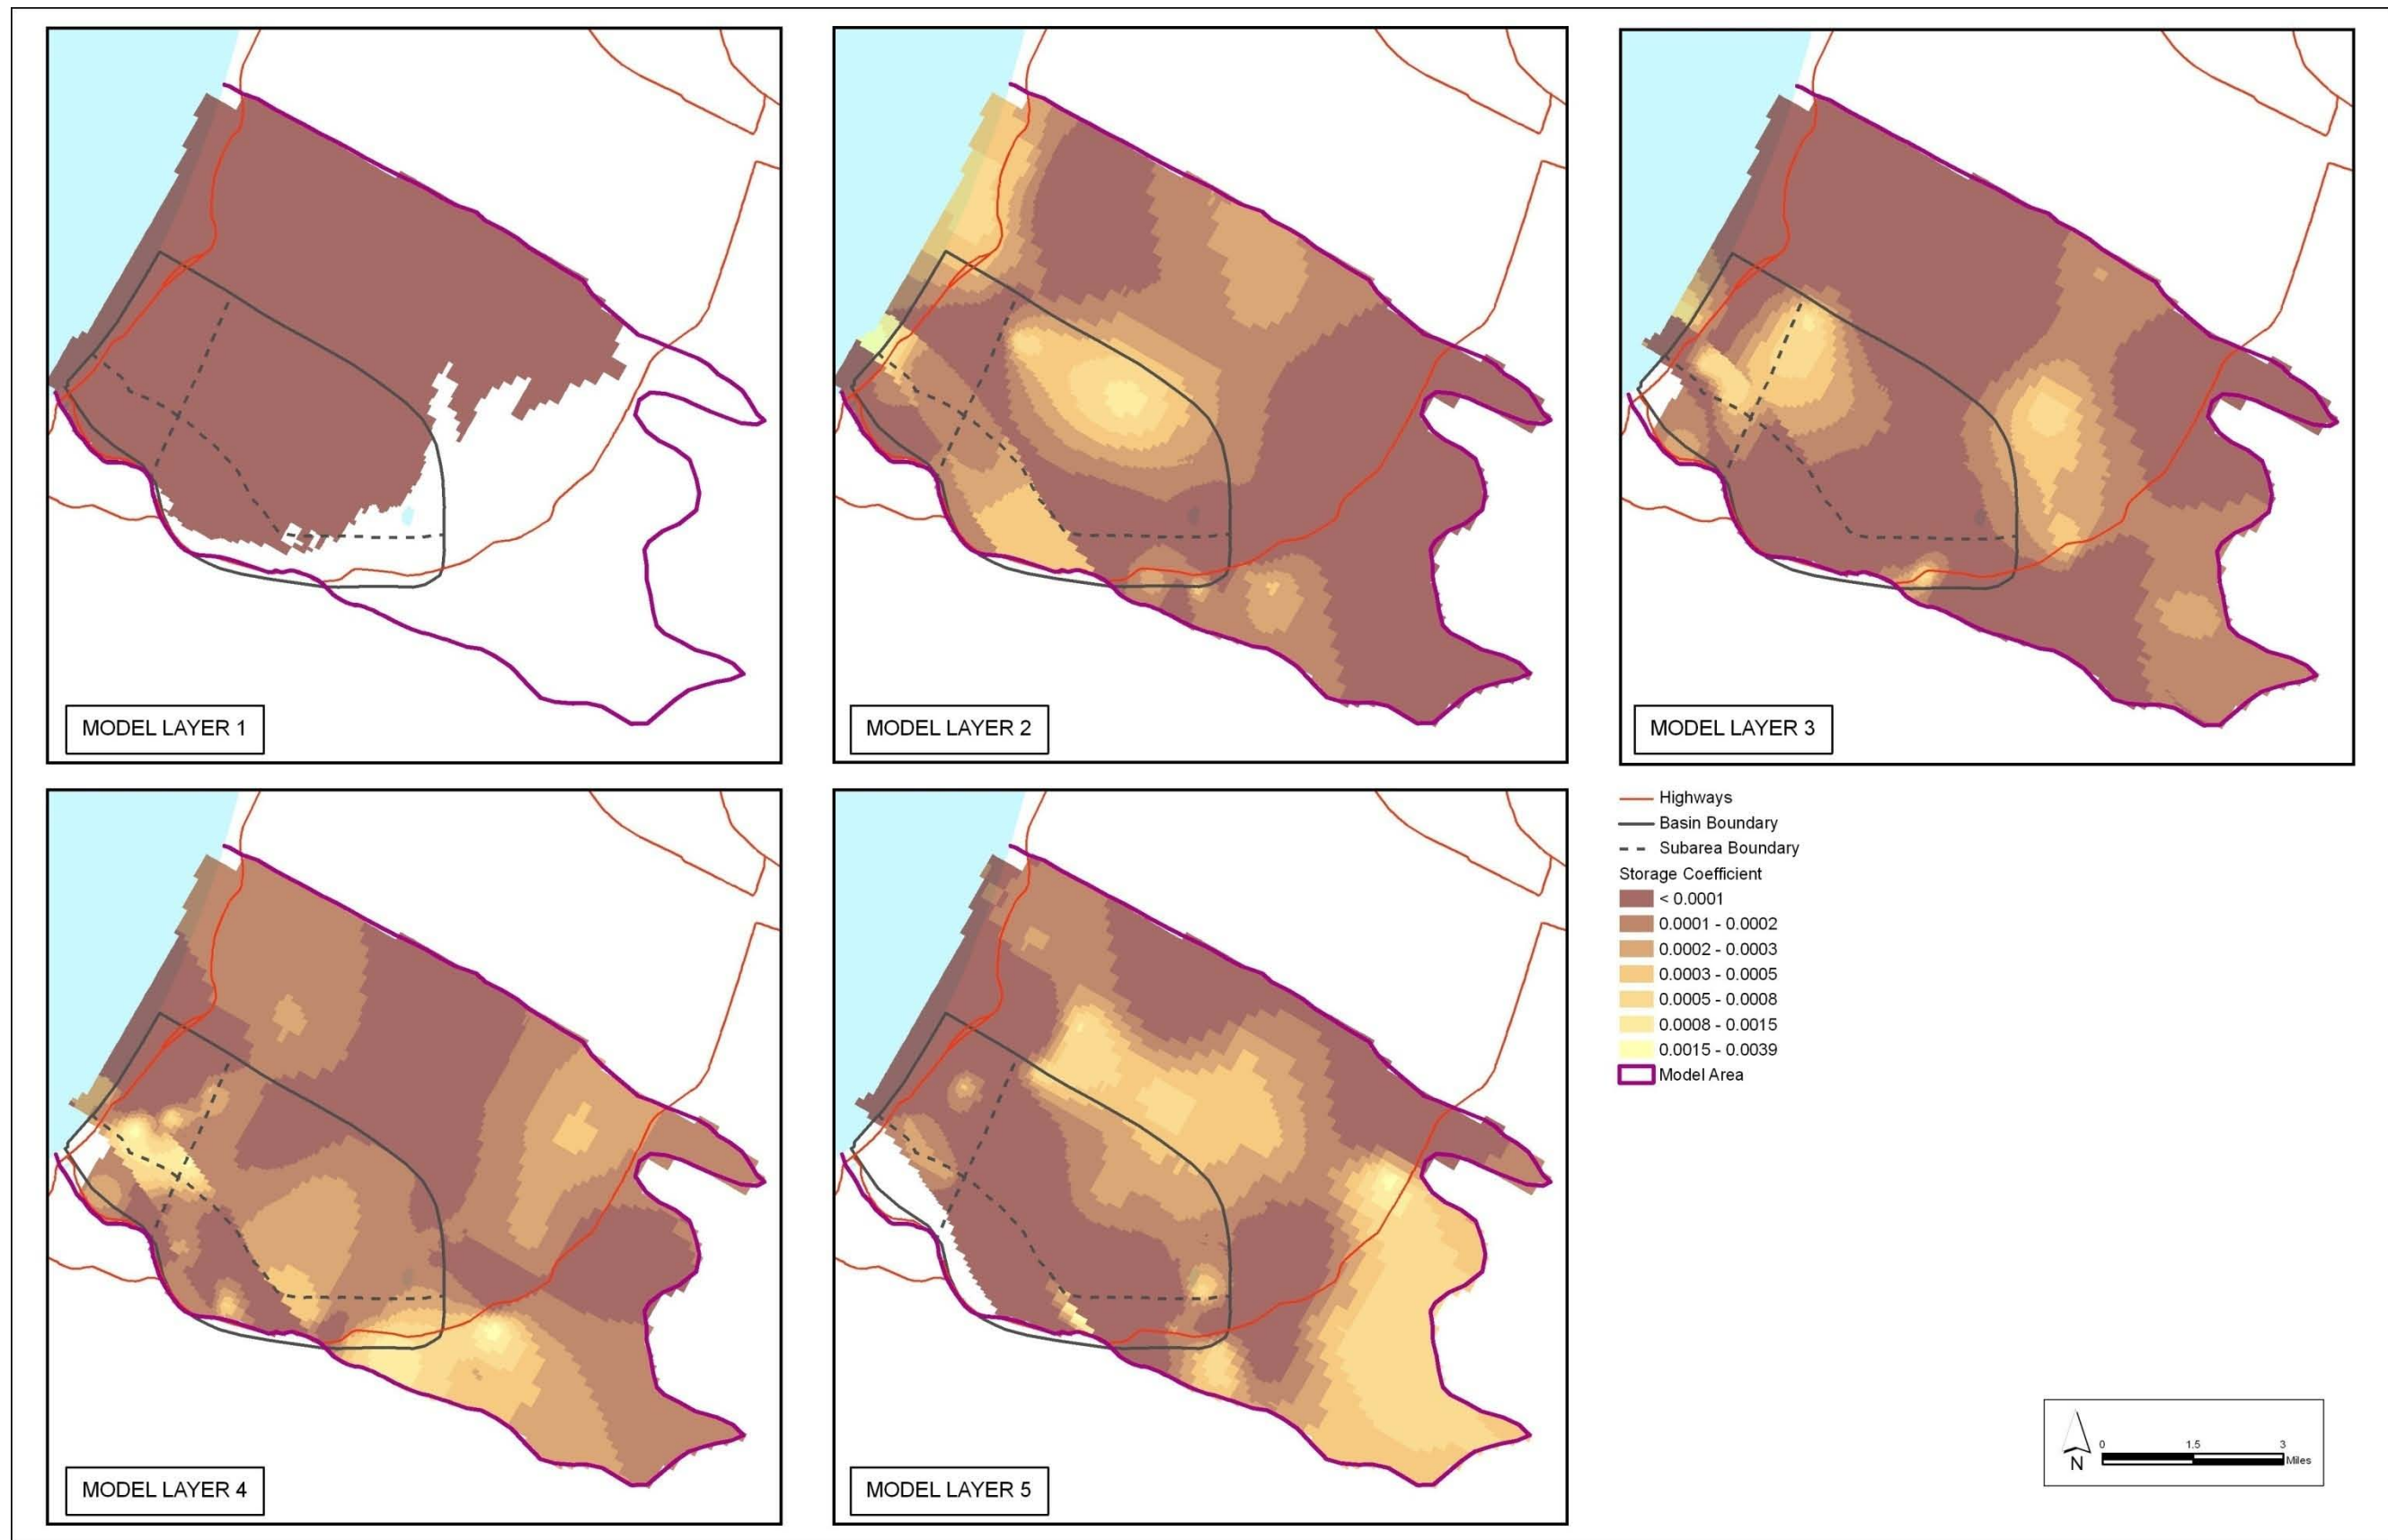 MODEL LAYER 1
MODEL LAYER 2
MODEL LAYER 3
MODEL LAYER 4
MODEL LAYER 5
Highways
Basin Boundary
Subarea Boundary
Storage Coefficient
< 0.0001
0.0001 - 0.0002
0.0002 - 0.0003
0.0003 - 0.0005
0.0005 - 0.0008
0.0008 - 0.0015
0.0015 - 0.0039
Model Area
N
0 1.5 3
Miles